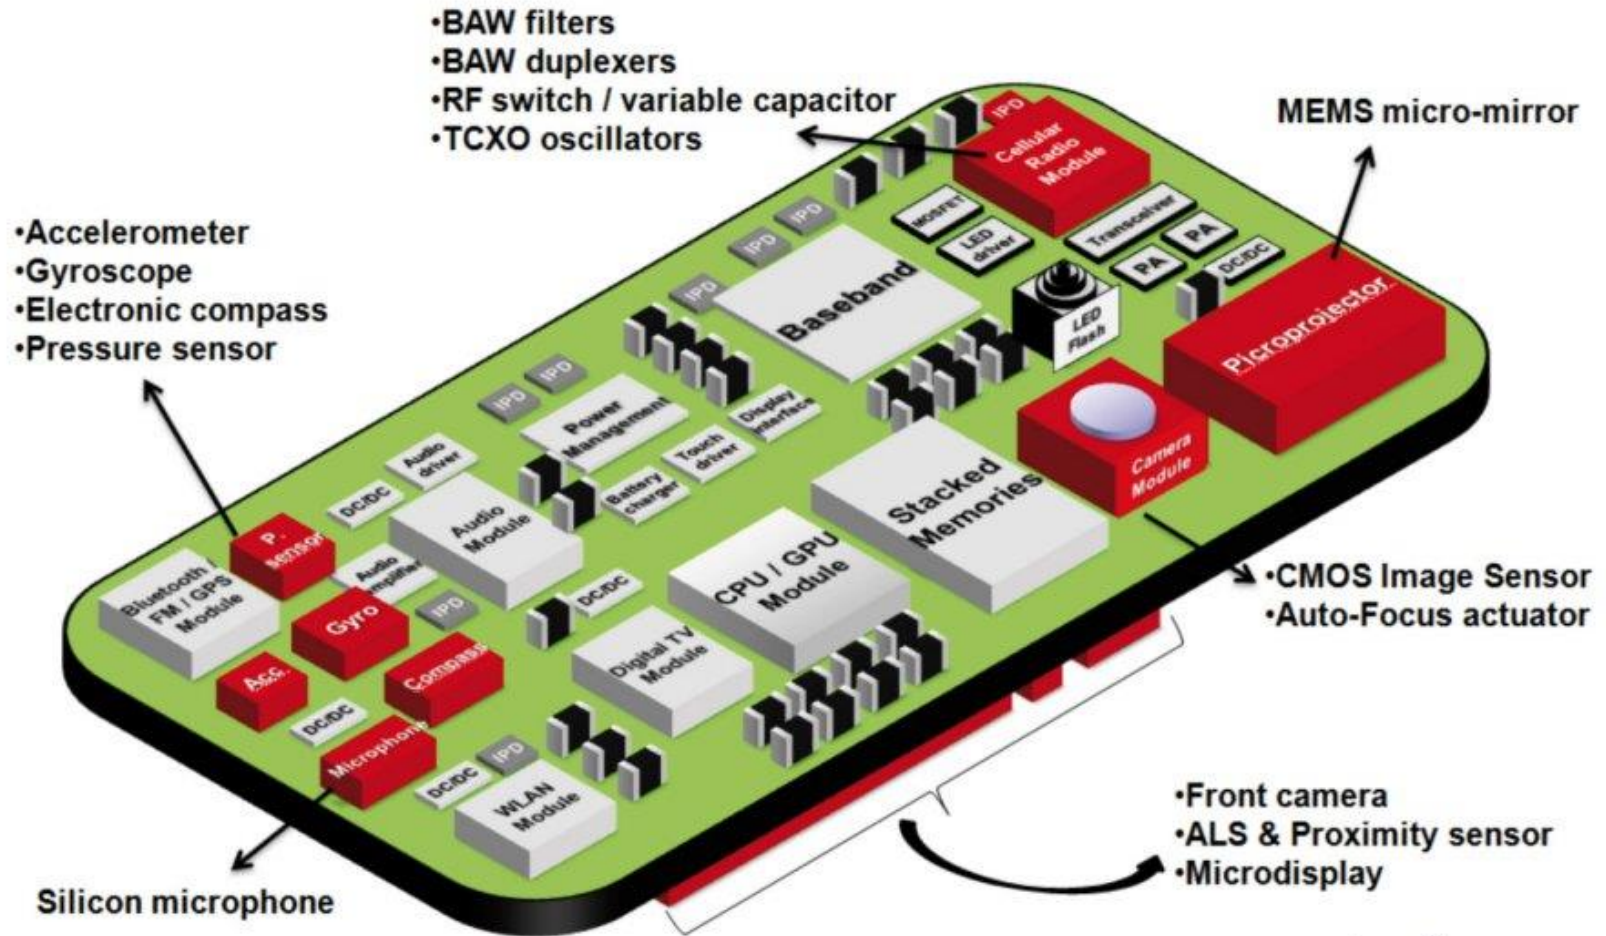 •BAW filters
•BAW duplexers
•RF switch / variable capacitor
•TCXO oscillators
MEMS micro-mirror
•Accelerometer
•Gyroscope
•Electronic compass
•Pressure sensor
IPD
Cellular
Radio
Module
MOSFET
LED
driver
Transceiver
PA
PA
DC/DC
IPD
IPD
IPD
Baseband
LED
Flash
Picroprojector
IPD
IPD
Power
Management
Display
interface
Touch
driver
Battery
charger
Camera
Module
Audio
driver
DC/DC
Audio
Module
Stacked
Memories
P.
sensor
Audio
amplifier
CPU / GPU
Module
Bluetooth /
FM / GPS
Module
Gyro
IPD
DC/DC
Digital TV
Module
Acc.
Compass
DC/DC
Microphone
IPD
DC/DC
WLAN
Module
•CMOS Image Sensor
•Auto-Focus actuator
•Front camera
•ALS & Proximity sensor
•Microdisplay
Silicon microphone